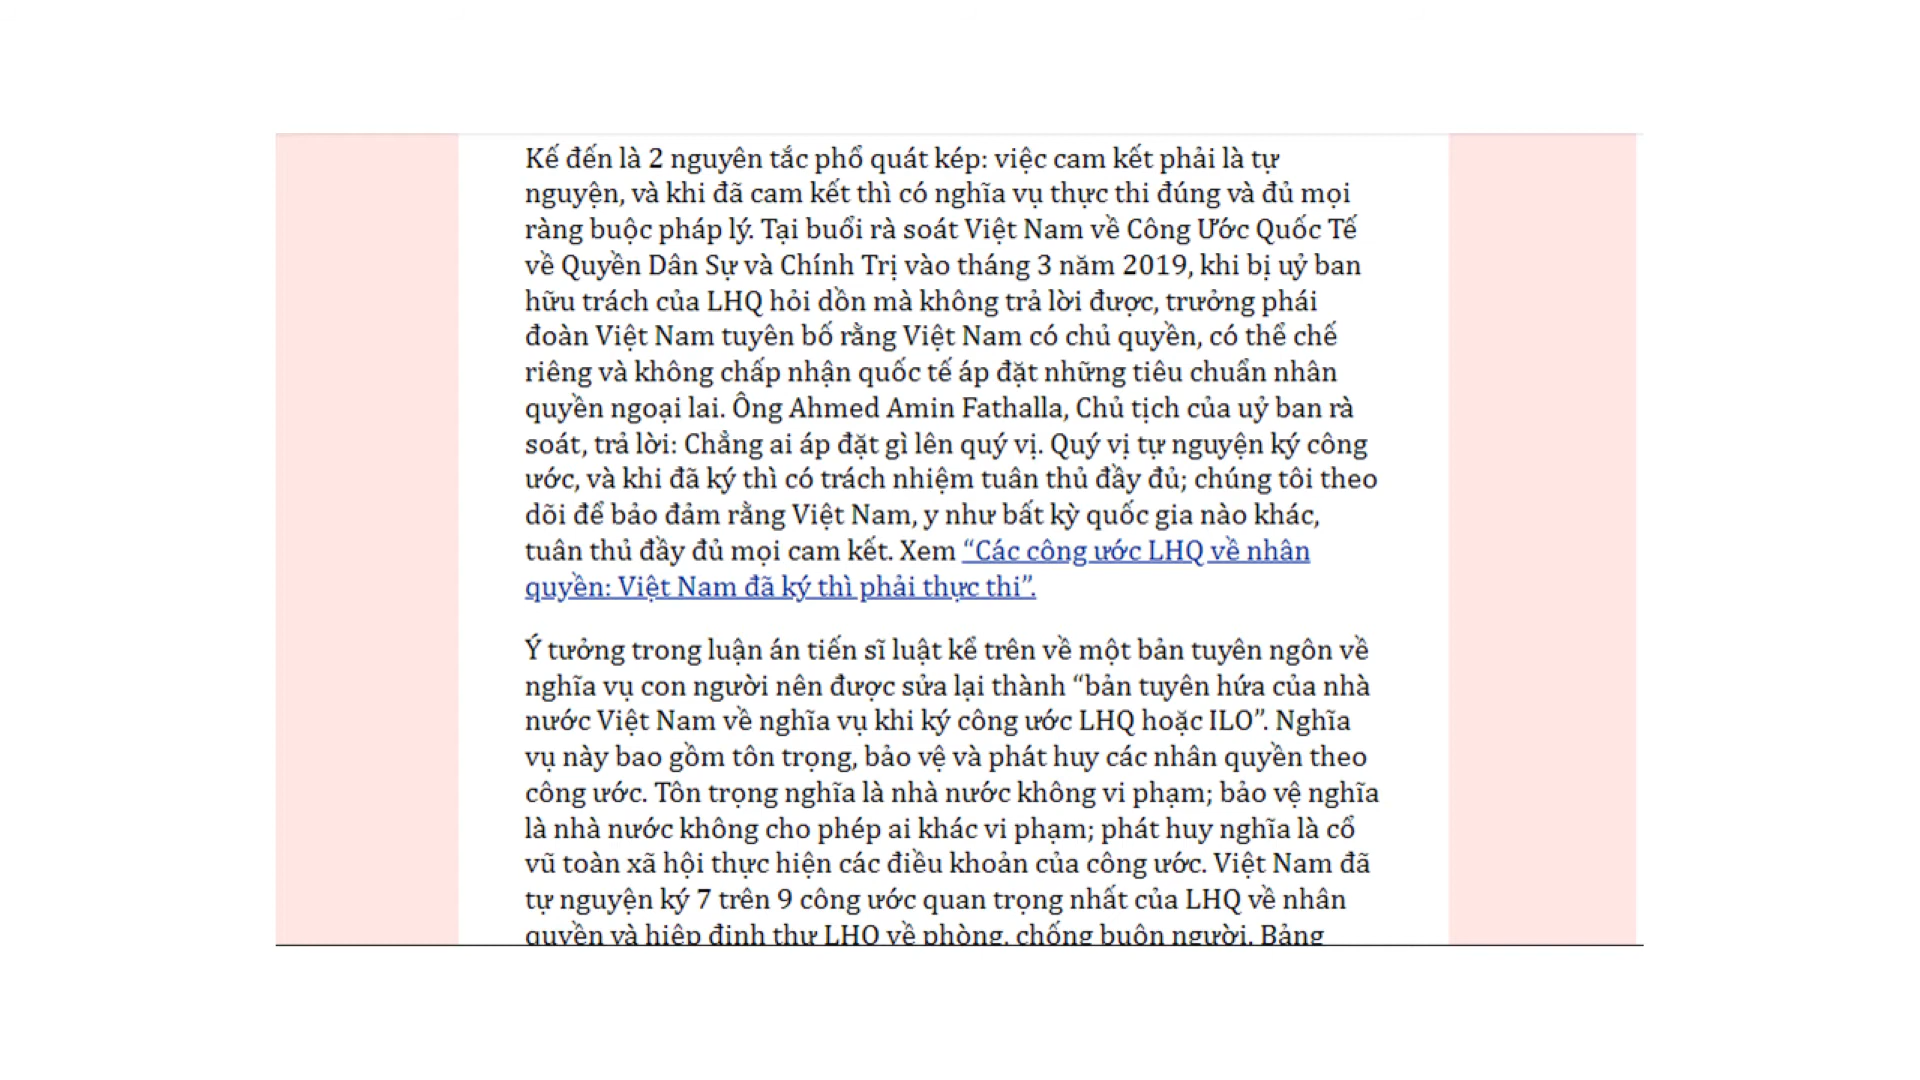 Kế đến là 2 nguyên tắc phổ quát kép: việc cam kết phải là tự
nguyện, và khi đã cam kết thì có nghĩa vụ thực thi đúng và đủ mọi
ràng buộc pháp lý. Tại buổi rà soát Việt Nam về Công Ước Quốc Tế
về Quyền Dân Sự và Chính Trị vào tháng 3 năm 2019, khi bị uỷ ban
hữu trách của LHQ hỏi dồn mà không trả lời được, trưởng phái
đoàn Việt Nam tuyên bố rằng Việt Nam có chủ quyền, có thể chế
riêng và không chấp nhận quốc tế áp đặt những tiêu chuẩn nhân
quyền ngoại lai. Ông Ahmed Amin Fathalla, Chủ tịch của uỷ ban rà
soát, trả lời: Chẳng ai áp đặt gì lên quý vị. Quý vị tự nguyện ký công
ước, và khi đã ký thì có trách nhiệm tuân thủ đầy đủ; chúng tôi theo
dõi để bảo đảm rằng Việt Nam, y như bất kỳ quốc gia nào khác,
tuân thủ đầy đủ mọi cam kết. Xem “Các công ước LHQ về nhân
quyền: Việt Nam đã ký thì phải thực thi”.
Ý tưởng trong luận án tiến sĩ luật kể trên về một bản tuyên ngôn về
nghĩa vụ con người nên được sửa lại thành “bản tuyên hứa của nhà
nước Việt Nam về nghĩa vụ khi ký công ước LHQ hoặc ILO”. Nghĩa
vụ này bao gồm tôn trọng, bảo vệ và phát huy các nhân quyền theo
công ước. Tôn trọng nghĩa là nhà nước không vi phạm; bảo vệ nghĩa
là nhà nước không cho phép ai khác vi phạm; phát huy nghĩa là cổ
vũ toàn xã hội thực hiện các điều khoản của công ước. Việt Nam đã
tự nguyện ký 7 trên 9 công ước quan trọng nhất của LHQ về nhân
quyền và hiệp định thư LHQ về phòng, chống buôn người. Bảng